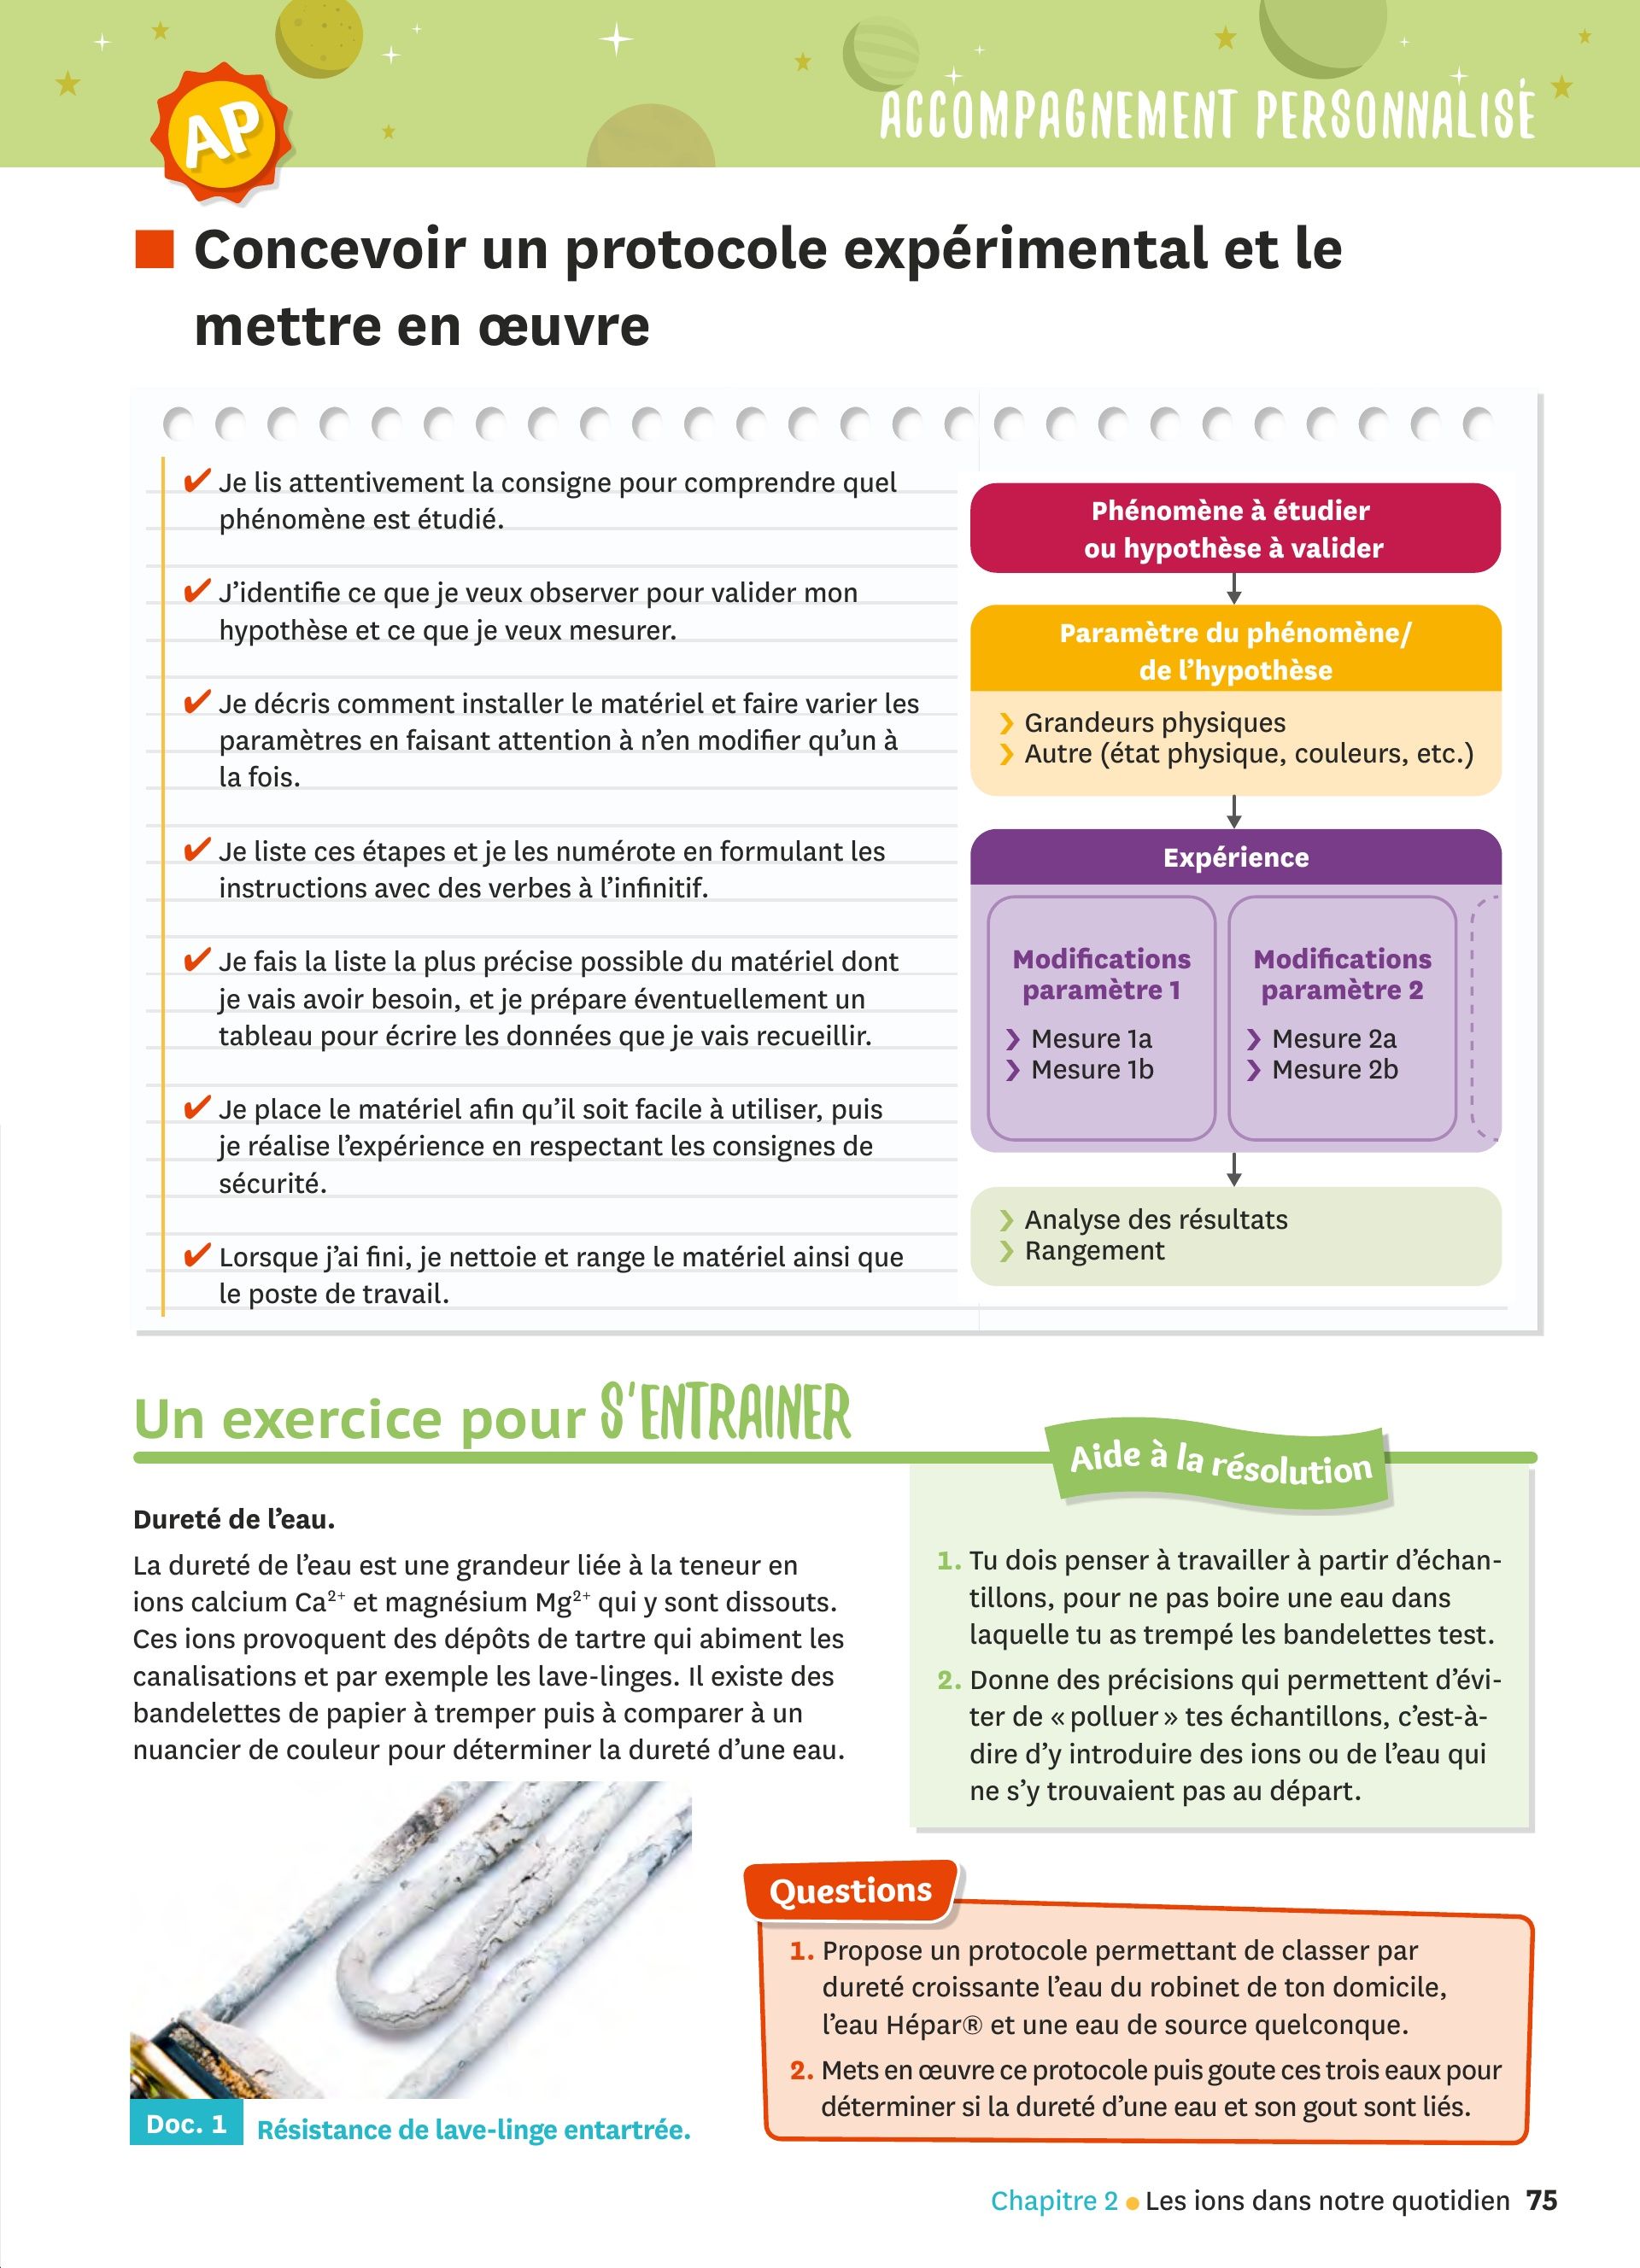 ACCOMPAGNEMENT PERSONNALISÉ
AP
Concevoir un protocole expérimental et le
mettre en œuvre
✔ Je lis attentivement la consigne pour comprendre quel
phénomène est étudié.
✔ J’identifie ce que je veux observer pour valider mon
hypothèse et ce que je veux mesurer.
✔ Je décris comment installer le matériel et faire varier les
paramètres en faisant attention à n’en modifier qu’un à
la fois.
✔ Je liste ces étapes et je les numérote en formulant les
instructions avec des verbes à l’infinitif.
✔ Je fais la liste la plus précise possible du matériel dont
je vais avoir besoin, et je prépare éventuellement un
tableau pour écrire les données que je vais recueillir.
✔ Je place le matériel afin qu’il soit facile à utiliser, puis
je réalise l’expérience en respectant les consignes de
sécurité.
✔ Lorsque j’ai fini, je nettoie et range le matériel ainsi que
le poste de travail.
Phénomène à étudier
ou hypothèse à valider
Paramètre du phénomène/
de l’hypothèse
❯ Grandeurs physiques
❯ Autre (état physique, couleurs, etc.)
Expérience
Modifications
paramètre 1
❯ Mesure 1a
❯ Mesure 1b
Modifications
paramètre 2
❯ Mesure 2a
❯ Mesure 2b
❯ Analyse des résultats
❯ Rangement
Un exercice pour S’ENTRAINER
Dureté de l’eau.
La dureté de l’eau est une grandeur liée à la teneur en
ions calcium Ca²⁺ et magnésium Mg²⁺ qui y sont dissouts.
Ces ions provoquent des dépôts de tartre qui abiment les
canalisations et par exemple les lave-linges. Il existe des
bandelettes de papier à tremper puis à comparer à un
nuancier de couleur pour déterminer la dureté d’une eau.
Doc. 1 Résistance de lave-linge entartrée.
Aide à la résolution
1. Tu dois penser à travailler à partir d’échan-
tillons, pour ne pas boire une eau dans
laquelle tu as trempé les bandelettes test.
2. Donne des précisions qui permettent d’évi-
ter de « polluer » tes échantillons, c’est-à-
dire d’y introduire des ions ou de l’eau qui
ne s’y trouvaient pas au départ.
Questions
1. Propose un protocole permettant de classer par
dureté croissante l’eau du robinet de ton domicile,
l’eau Hépar® et une eau de source quelconque.
2. Mets en œuvre ce protocole puis goute ces trois eaux pour
déterminer si la dureté d’une eau et son gout sont liés.
Chapitre 2 • Les ions dans notre quotidien 75